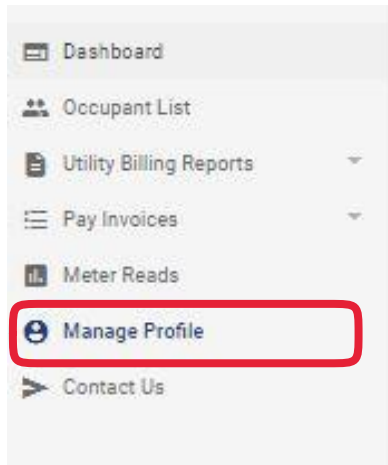 Dashboard
Occupant List
Utility Billing Reports
Pay Invoices
Meter Reads
Manage Profile
Contact Us